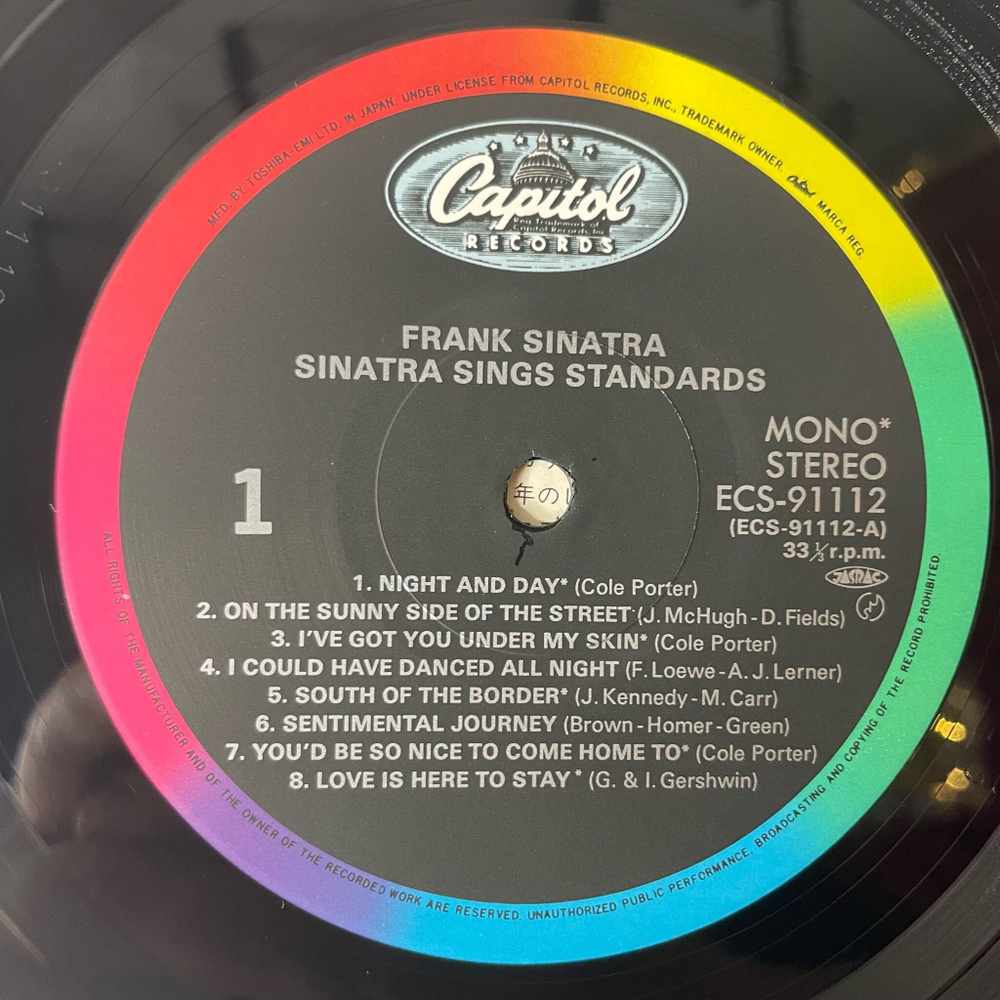 MFD. BY TOSHIBA-EMI LTD. IN JAPAN. UNDER LICENSE FROM CAPITOL RECORDS, INC., TRADEMARK OWNER. Capitol MARCA REG.
Capitol
Reg. Trademark of
Capitol Records, Inc.
RECORDS
FRANK SINATRA
SINATRA SINGS STANDARDS
MONO*
STEREO
ECS-91112
(ECS-91112-A)
33⅓r.p.m.
JASRAC
1
年の
1. NIGHT AND DAY* (Cole Porter)
2. ON THE SUNNY SIDE OF THE STREET (J. McHugh-D. Fields)
3. I'VE GOT YOU UNDER MY SKIN* (Cole Porter)
4. I COULD HAVE DANCED ALL NIGHT (F. Loewe-A. J. Lerner)
5. SOUTH OF THE BORDER* (J. Kennedy-M. Carr)
6. SENTIMENTAL JOURNEY (Brown-Homer-Green)
7. YOU'D BE SO NICE TO COME HOME TO* (Cole Porter)
8. LOVE IS HERE TO STAY* (G. & I. Gershwin)
ALL RIGHTS OF THE MANUFACTURER AND OF THE OWNER OF THE RECORDED WORK ARE RESERVED. UNAUTHORIZED PUBLIC PERFORMANCE, BROADCASTING AND COPYING OF THE RECORD PROHIBITED.